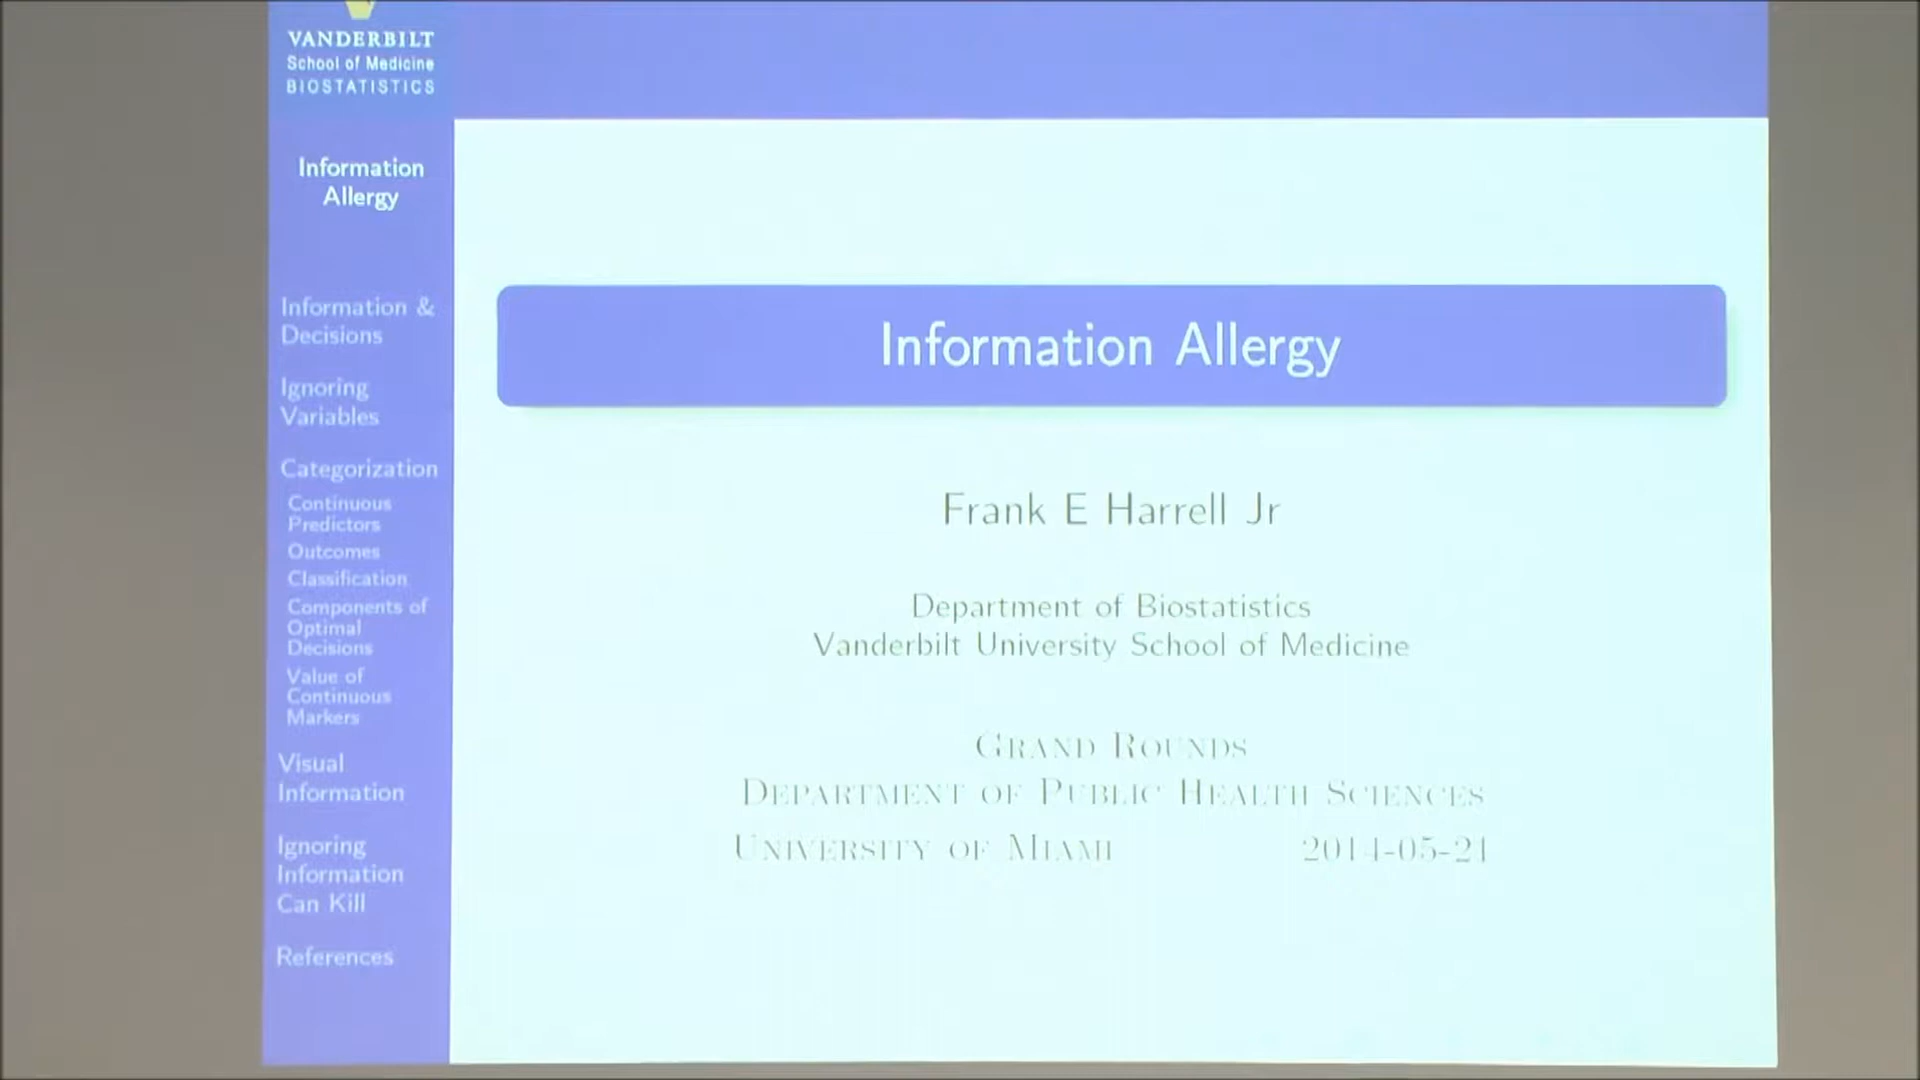 VANDERBILT
School of Medicine
BIOSTATISTICS
Information
Allergy
Information &
Decisions
Ignoring
Variables
Categorization
Continuous
Predictors
Outcomes
Classification
Components of
Optimal
Decisions
Value of
Continuous
Markers
Visual
Information
Ignoring
Information
Can Kill
References
Information Allergy
Frank E Harrell Jr
Department of Biostatistics
Vanderbilt University School of Medicine
GRAND ROUNDS
DEPARTMENT OF PUBLIC HEALTH SCIENCES
UNIVERSITY OF MIAMI 2014-05-21